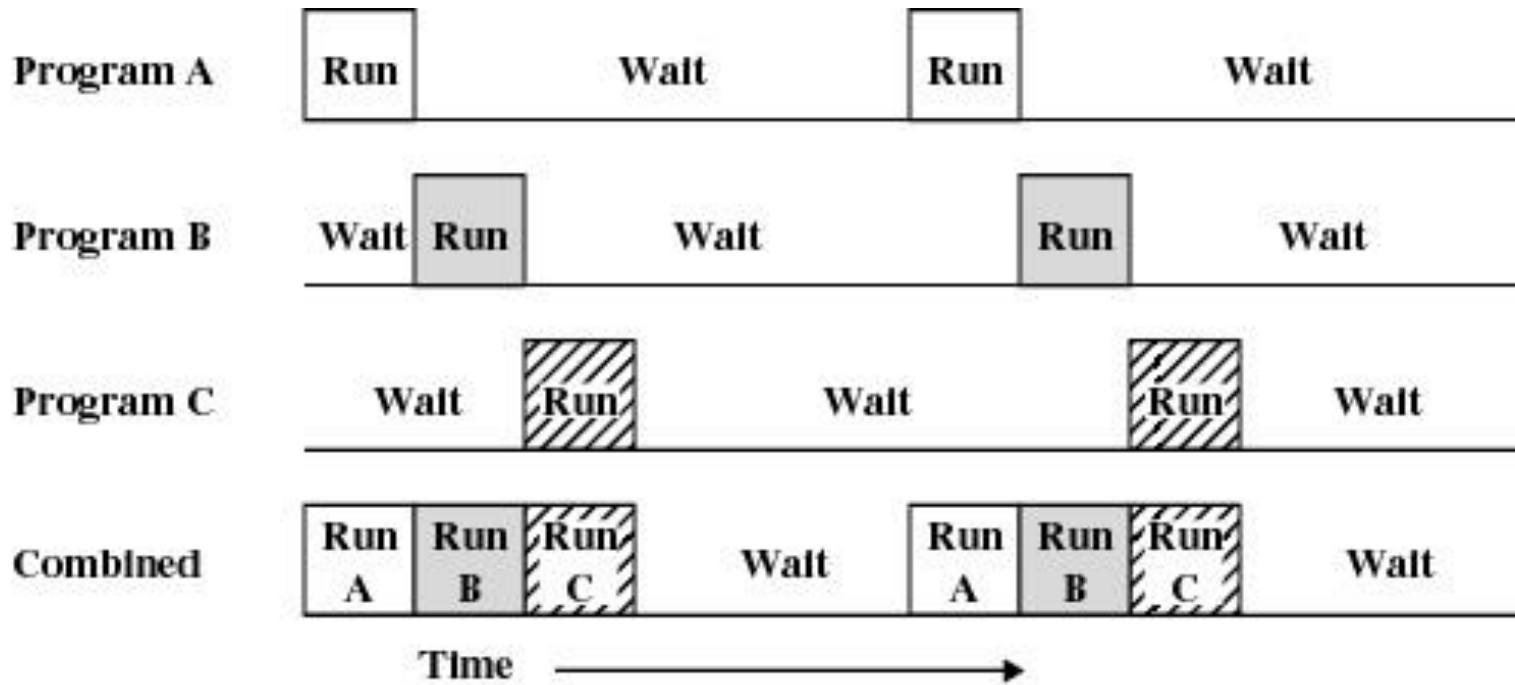 Program A Run Wait Run Wait
Program B Wait Run Wait Run Wait
Program C Wait Run Wait Run Wait
Combined Run A Run B Run C Wait Run A Run B Run C Wait
Time